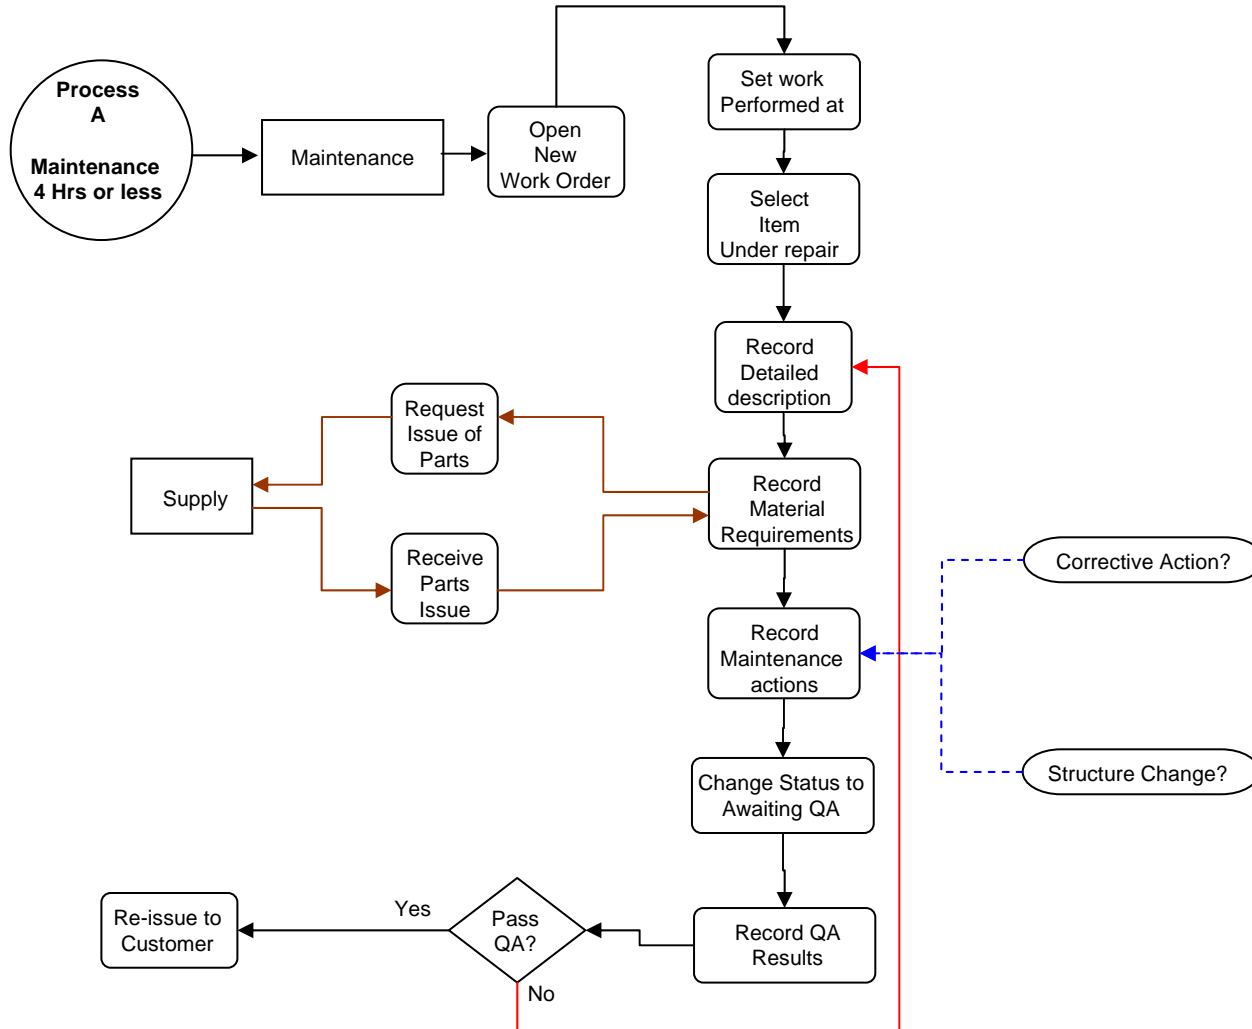 Process
A
Maintenance
4 Hrs or less
Maintenance
Open
New
Work Order
Set work
Performed at
Select
Item
Under repair
Record
Detailed
description
Request
Issue of
Parts
Supply
Record
Material
Requirements
Receive
Parts
Issue
Corrective Action?
Record
Maintenance
actions
Structure Change?
Change Status to
Awaiting QA
Record QA
Results
Pass
QA?
Yes
Re-issue to
Customer
No